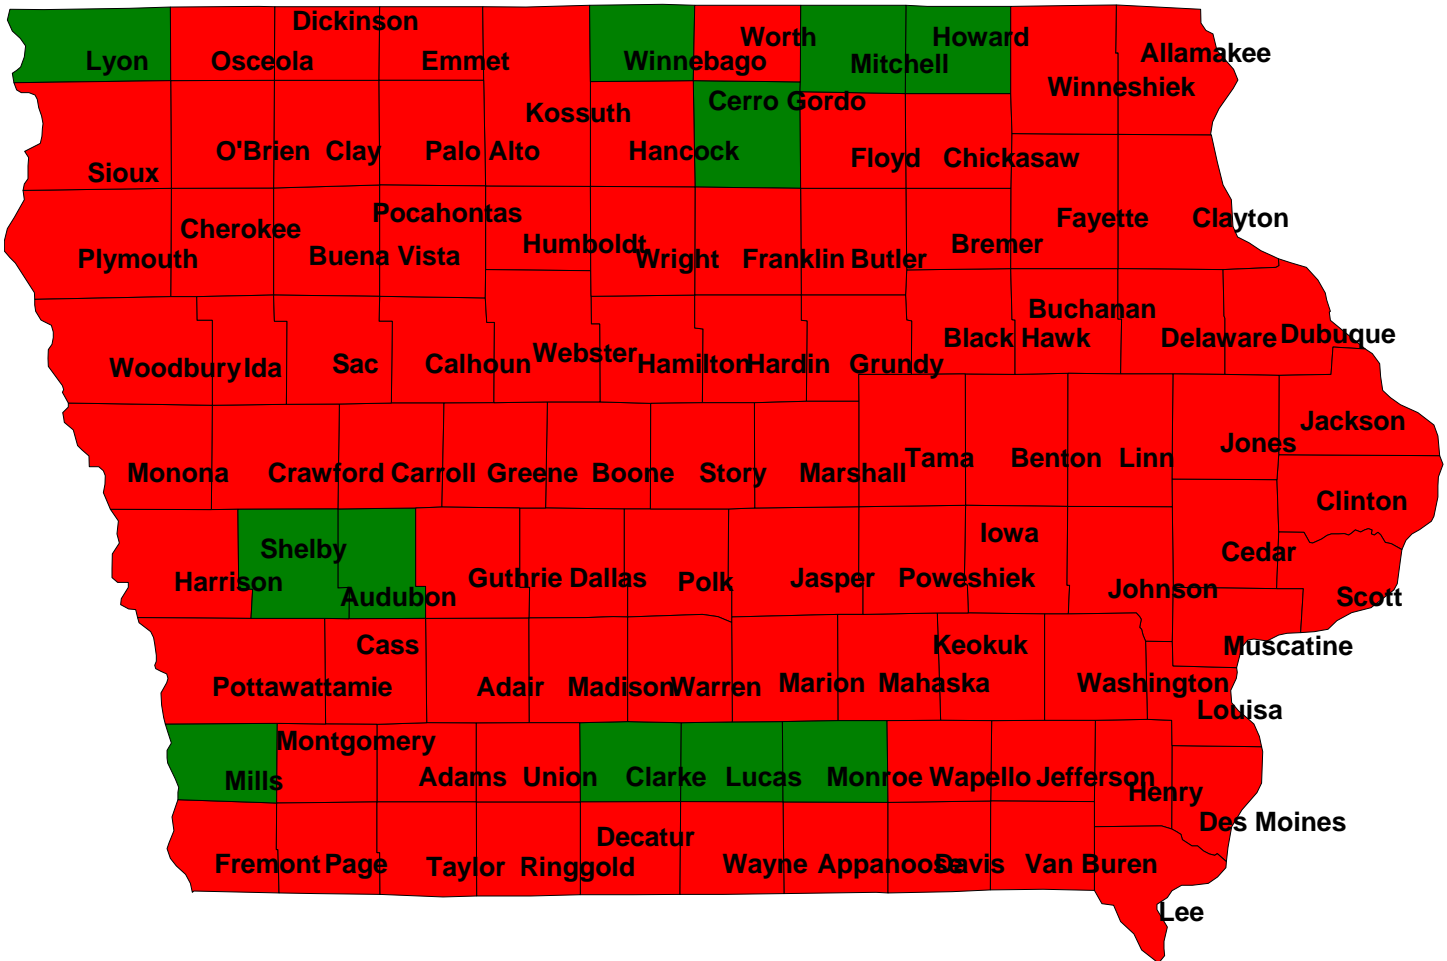 Dickinson
Lyon Osceola Emmet Winnebago Worth Mitchell Howard Winneshiek Allamakee
Sioux O'Brien Clay Palo Alto Kossuth Hancock Cerro Gordo Floyd Chickasaw
Plymouth Cherokee Buena Vista Pocahontas Humboldt Wright Franklin Butler Bremer Fayette Clayton
Woodbury Ida Sac Calhoun Webster Hamilton Hardin Grundy Black Hawk Buchanan Delaware Dubuque
Monona Crawford Carroll Greene Boone Story Marshall Tama Benton Linn Jones Jackson
Clinton
Harrison Shelby Audubon Guthrie Dallas Polk Jasper Poweshiek Iowa Johnson Cedar Scott
Muscatine
Pottawattamie Cass Adair Madison Warren Marion Mahaska Keokuk Washington Louisa
Mills Montgomery Adams Union Clarke Lucas Monroe Wapello Jefferson Henry Des Moines
Fremont Page Taylor Ringgold Decatur Wayne Appanoose Davis Van Buren Lee